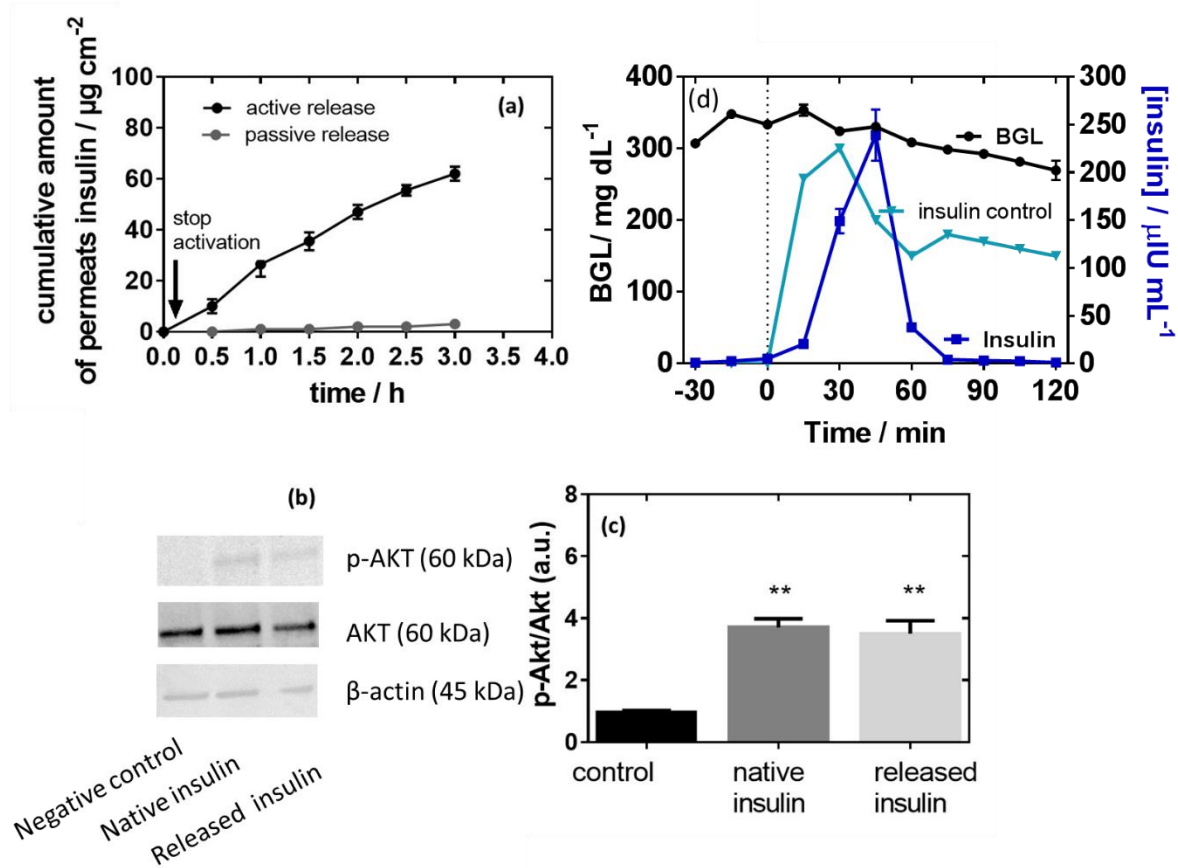 cumulative amount
of permeats insulin / µg cm-2
100
80
60
40
20
0
(a)
active release
passive release
stop
activation
0.0 0.5 1.0 1.5 2.0 2.5 3.0 3.5 4.0
time / h
(d)
BGL/ mg dL-1
400
300
200
100
0
BGL
insulin control
Insulin
300
250
200
150
100
50
0
[insulin] / µIU mL-1
-30 0 30 60 90 120
Time / min
(b)
p-AKT (60 kDa)
AKT (60 kDa)
β-actin (45 kDa)
Negative control
Native insulin
Released insulin
(c)
p-Akt/Akt (a.u.)
8
6
4
2
0
**
**
control
native
insulin
released
insulin